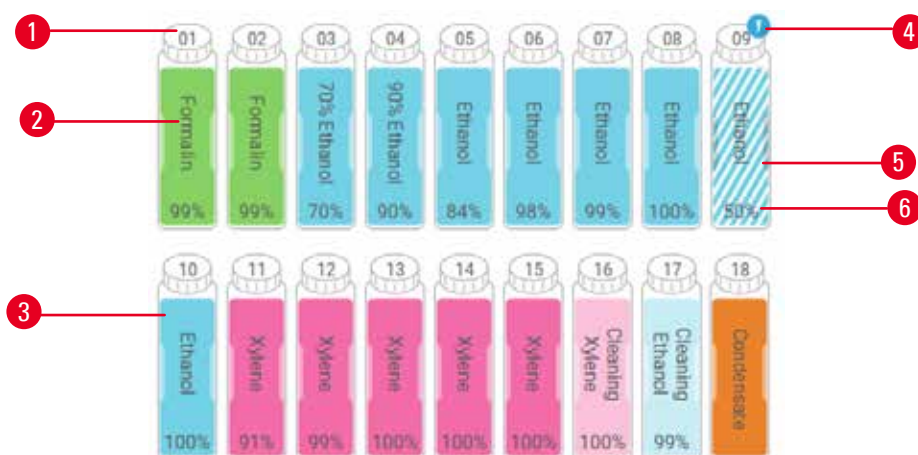 1
01 02 03 04 05 06 07 08 09
4
2
Formalin Formalin 70% Ethanol 90% Ethanol Ethanol Ethanol Ethanol Ethanol Ethanol
5
99% 99% 70% 90% 84% 98% 99% 100% 50%
6
10 11 12 13 14 15 16 17 18
3
Ethanol Xylene Xylene Xylene Xylene Xylene Cleaning Xylene Cleaning Ethanol Condensate
100% 91% 99% 100% 100% 100% 100% 99%